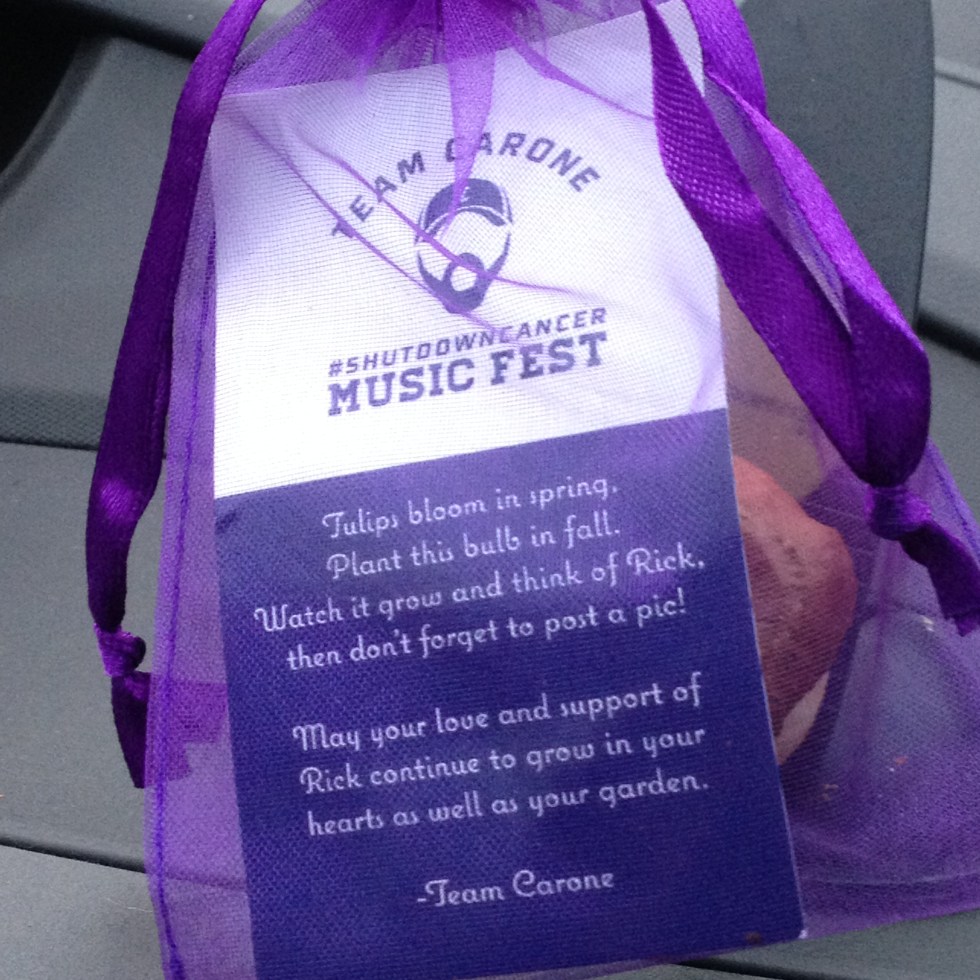 TEAM CARONE
#SHUTDOWNCANCER
MUSIC FEST
Tulips bloom in spring,
Plant this bulb in fall.
Watch it grow and think of Rick,
then don't forget to post a pic!
May your love and support of
Rick continue to grow in your
hearts as well as your garden.
-Team Carone